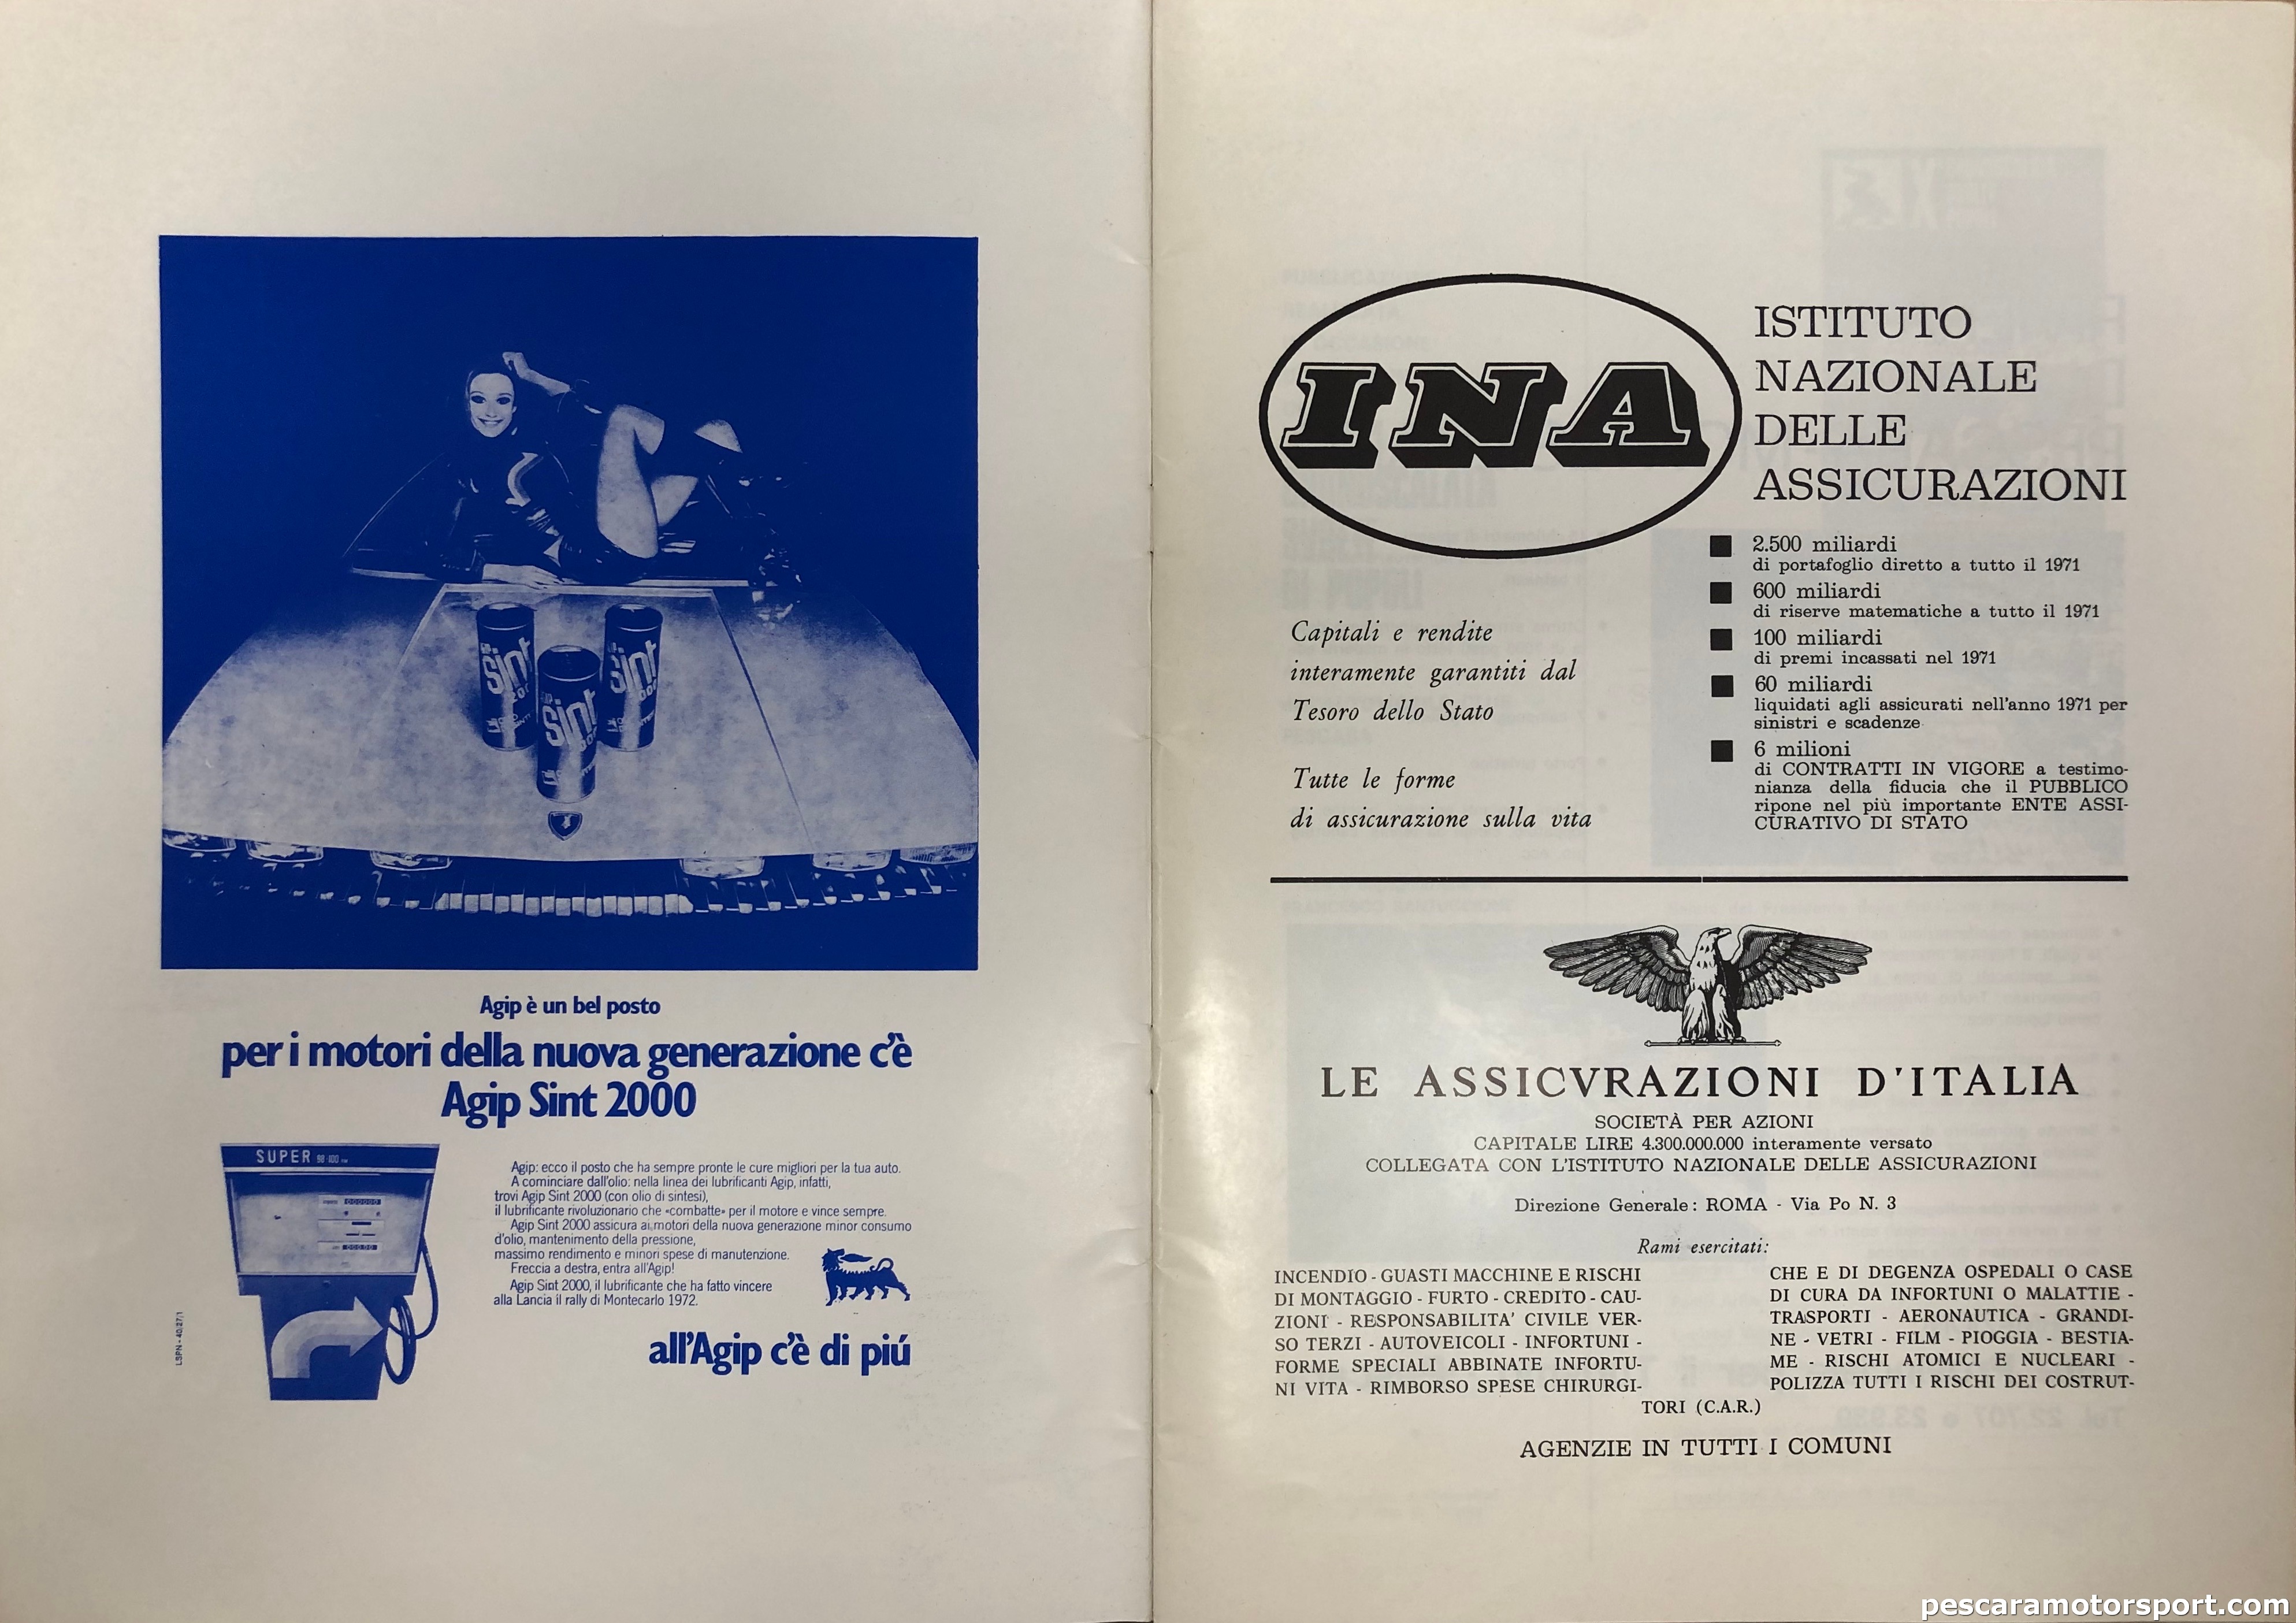 sint
sint
sint
Agip è un bel posto
per i motori della nuova generazione c'è
Agip Sint 2000
SUPER 98-100
Agip: ecco il posto che ha sempre pronte le cure migliori per la tua auto.
A cominciare dall'olio: nella linea dei lubrificanti Agip, infatti,
trovi Agip Sint 2000 (con olio di sintesi),
il lubrificante rivoluzionario che «combatte» per il motore e vince sempre.
Agip Sint 2000 assicura ai motori della nuova generazione minor consumo
d'olio, mantenimento della pressione,
massimo rendimento e minori spese di manutenzione.
Freccia a destra, entra all'Agip!
Agip Sint 2000, il lubrificante che ha fatto vincere
alla Lancia il rally di Montecarlo 1972.
all'Agip c'è di piú
LSPN - 40/27/1
INA
ISTITUTO
NAZIONALE
DELLE
ASSICURAZIONI
Capitali e rendite
interamente garantiti dal
Tesoro dello Stato
Tutte le forme
di assicurazione sulla vita
2.500 miliardi
di portafoglio diretto a tutto il 1971
600 miliardi
di riserve matematiche a tutto il 1971
100 miliardi
di premi incassati nel 1971
60 miliardi
liquidati agli assicurati nell'anno 1971 per
sinistri e scadenze
6 milioni
di CONTRATTI IN VIGORE a testimo-
nianza della fiducia che il PUBBLICO
ripone nel più importante ENTE ASSI-
CURATIVO DI STATO
LE ASSICVRAZIONI D'ITALIA
SOCIETÀ PER AZIONI
CAPITALE LIRE 4.300.000.000 interamente versato
COLLEGATA CON L'ISTITUTO NAZIONALE DELLE ASSICURAZIONI
Direzione Generale: ROMA - Via Po N. 3
Rami esercitati:
INCENDIO - GUASTI MACCHINE E RISCHI
DI MONTAGGIO - FURTO - CREDITO - CAU-
ZIONI - RESPONSABILITA' CIVILE VER-
SO TERZI - AUTOVEICOLI - INFORTUNI -
FORME SPECIALI ABBINATE INFORTU-
NI VITA - RIMBORSO SPESE CHIRURGI-
CHE E DI DEGENZA OSPEDALI O CASE
DI CURA DA INFORTUNI O MALATTIE -
TRASPORTI - AERONAUTICA - GRANDI-
NE - VETRI - FILM - PIOGGIA - BESTIA-
ME - RISCHI ATOMICI E NUCLEARI -
POLIZZA TUTTI I RISCHI DEI COSTRUT-
TORI (C.A.R.)
AGENZIE IN TUTTI I COMUNI
pescaramotorsport.com